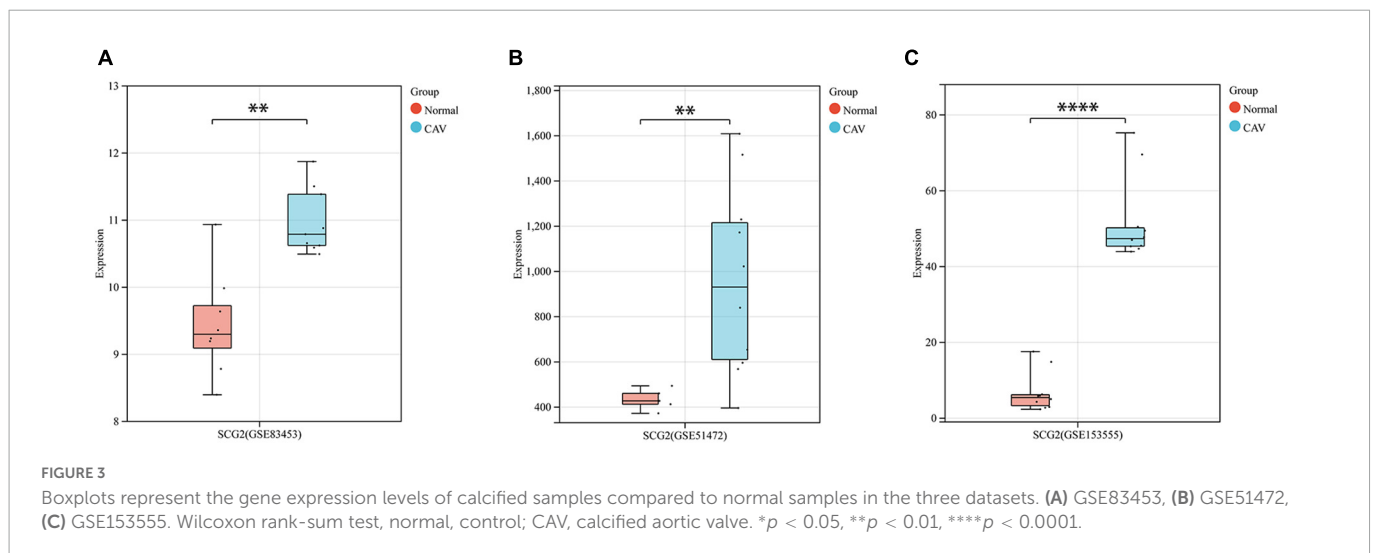 A
13
12
11
10
9
8
Expression
**
SCG2(GSE83453)
Group
Normal
CAV
B
1,800
1,600
1,400
1,200
1,000
800
600
400
Expression
**
SCG2(GSE51472)
Group
Normal
CAV
C
80
60
40
20
0
Expression
****
SCG2(GSE153555)
Group
Normal
CAV
FIGURE 3
Boxplots represent the gene expression levels of calcified samples compared to normal samples in the three datasets. (A) GSE83453, (B) GSE51472,
(C) GSE153555. Wilcoxon rank-sum test, normal, control; CAV, calcified aortic valve. *p < 0.05, **p < 0.01, ****p < 0.0001.